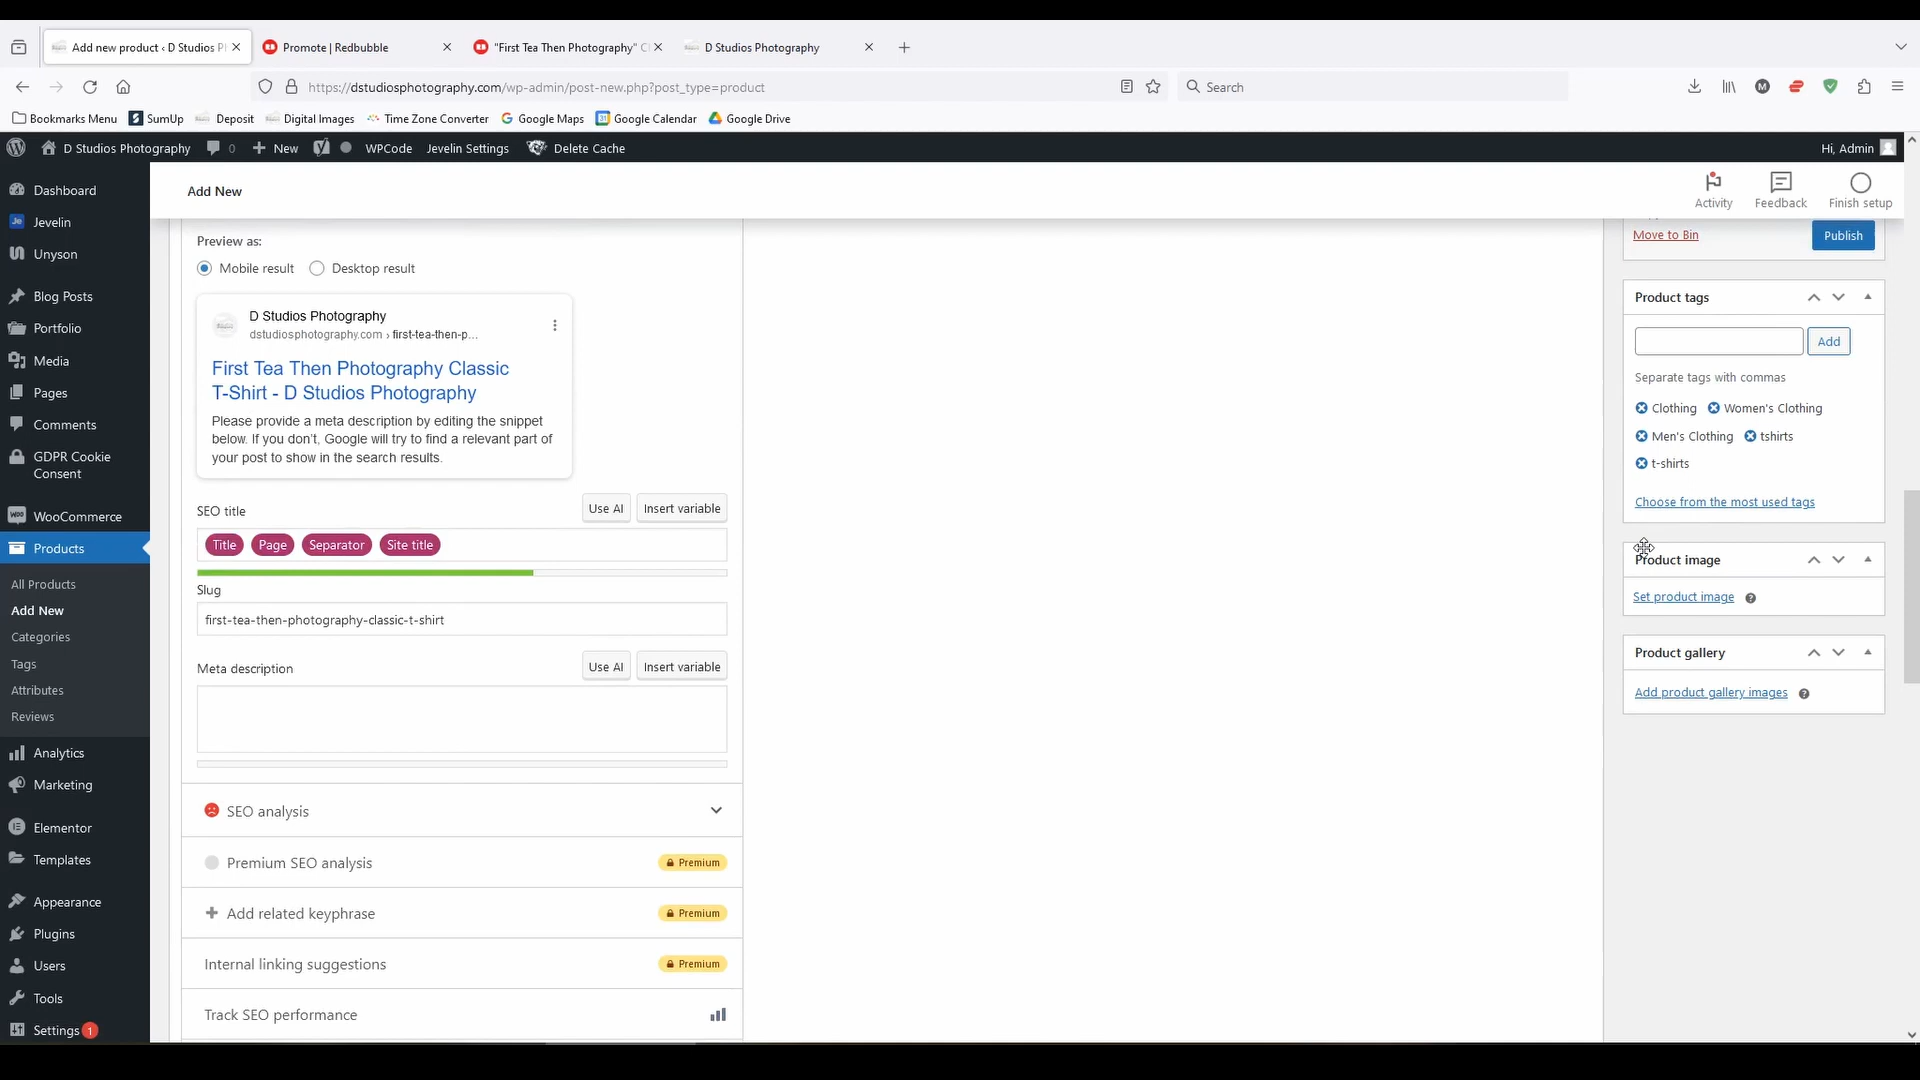 Add new product ‹ D Studios P
Promote | Redbubble
"First Tea Then Photography" C
D Studios Photography
https://dstudiosphotography.com/wp-admin/post-new.php?post_type=product
Search
Bookmarks Menu
SumUp
Deposit
Digital Images
Time Zone Converter
Google Maps
Google Calendar
Google Drive
D Studios Photography
0
New
WPCode
Jevelin Settings
Delete Cache
Hi, Admin
Dashboard
Jevelin
Unyson
Blog Posts
Portfolio
Media
Pages
Comments
GDPR Cookie
Consent
WooCommerce
Products
All Products
Add New
Categories
Tags
Attributes
Reviews
Analytics
Marketing
Elementor
Templates
Appearance
Plugins
Users
Tools
Settings 1
Add New
Activity
Feedback
Finish setup
Preview as:
Mobile result
Desktop result
D Studios Photography
dstudiosphotography.com › first-tea-then-p...
First Tea Then Photography Classic
T-Shirt - D Studios Photography
Please provide a meta description by editing the snippet
below. If you don't, Google will try to find a relevant part of
your post to show in the search results.
SEO title
Use AI
Insert variable
Title
Page
Separator
Site title
Slug
first-tea-then-photography-classic-t-shirt
Meta description
Use AI
Insert variable
SEO analysis
Premium SEO analysis
Premium
Add related keyphrase
Premium
Internal linking suggestions
Premium
Track SEO performance
Move to Bin
Publish
Product tags
Add
Separate tags with commas
Clothing
Women's Clothing
Men's Clothing
tshirts
t-shirts
Choose from the most used tags
Product image
Set product image
Product gallery
Add product gallery images